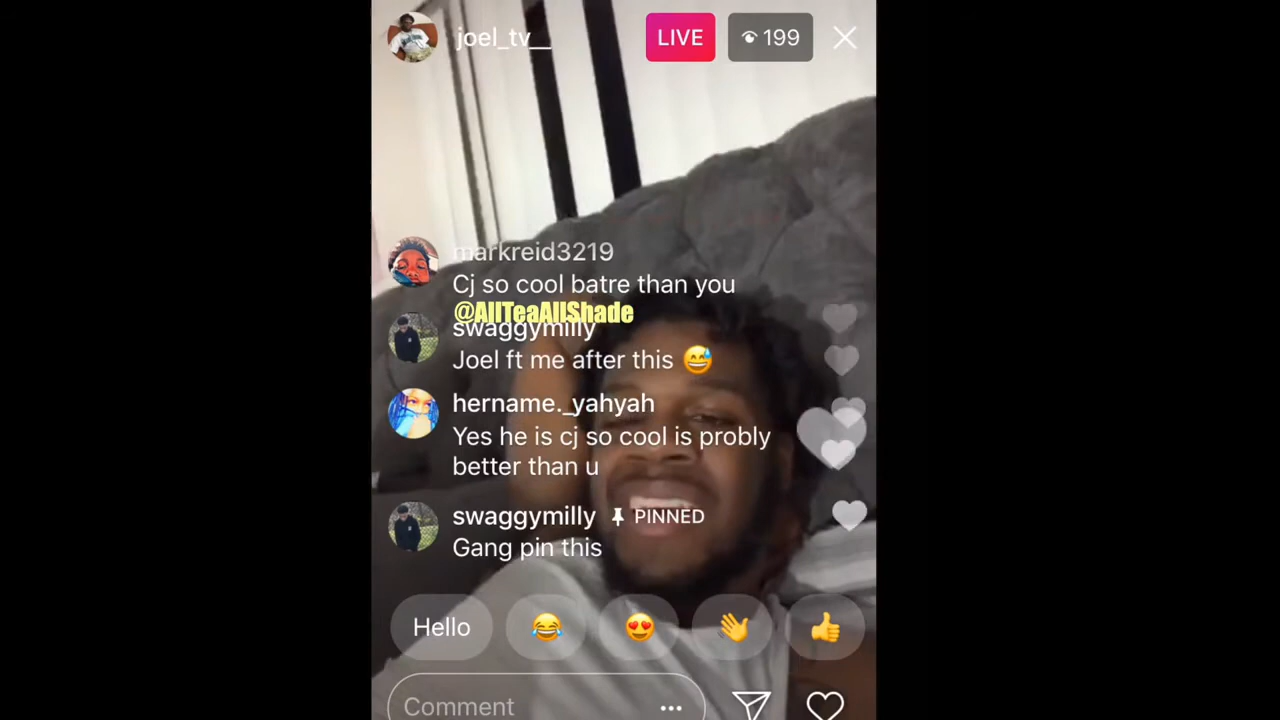 joel_tv__
LIVE
199
markreid3219
Cj so cool batre than you
@AllTeaAllShade
swaggymilly
Joel ft me after this 😅
hername._yahyah
Yes he is cj so cool is probly
better than u
swaggymilly PINNED
Gang pin this
Hello 😂 😍 👋 👍
Comment